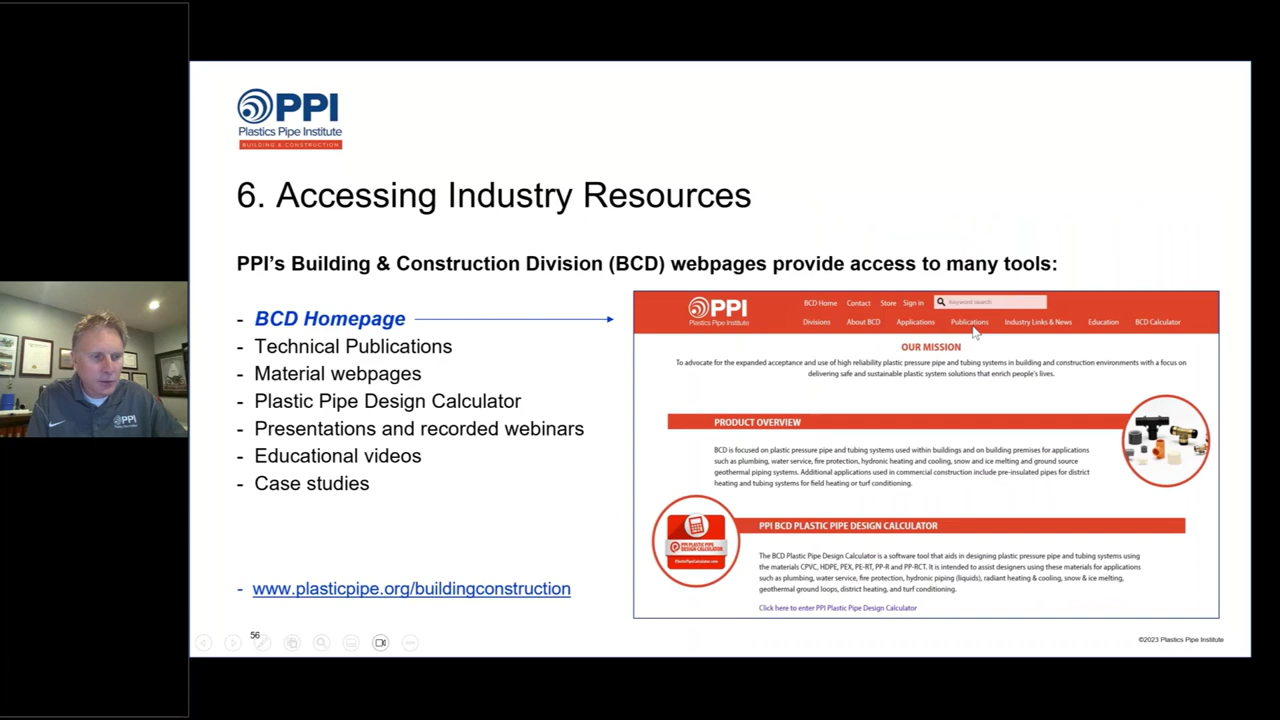 PPI
Plastics Pipe Institute
BUILDING & CONSTRUCTION
6. Accessing Industry Resources
PPI's Building & Construction Division (BCD) webpages provide access to many tools:
- BCD Homepage
- Technical Publications
- Material webpages
- Plastic Pipe Design Calculator
- Presentations and recorded webinars
- Educational videos
- Case studies
- www.plasticpipe.org/buildingconstruction
56
PPI
Plastics Pipe Institute
BCD Home Contact Store Sign in Keyword search
Divisions About BCD Applications Publications Industry Links & News Education BCD Calculator
OUR MISSION
To advocate for the expanded acceptance and use of high reliability plastic pressure pipe and tubing systems in building and construction environments with a focus on
delivering safe and sustainable plastic system solutions that enrich people's lives.
PRODUCT OVERVIEW
BCD is focused on plastic pressure pipe and tubing systems used within buildings and on building premises for applications
such as plumbing, water service, fire protection, hydronic heating and cooling, snow and ice melting and ground source
geothermal piping systems. Additional applications used in commercial construction include pre-insulated pipes for district
heating and tubing systems for field heating or turf conditioning.
PPI PLASTIC PIPE
DESIGN CALCULATOR
PPI BCD PLASTIC PIPE DESIGN CALCULATOR
The BCD Plastic Pipe Design Calculator is a software tool that aids in designing plastic pressure pipe and tubing systems using
the materials CPVC, HDPE, PEX, PE-RT, PP-R and PP-RCT. It is intended to assist designers using these materials for applications
such as plumbing, water service, fire protection, hydronic piping (liquids), radiant heating & cooling, snow & ice melting,
geothermal ground loops, district heating, and turf conditioning.
Click here to enter PPI Plastic Pipe Design Calculator
©2023 Plastics Pipe Institute
PPI